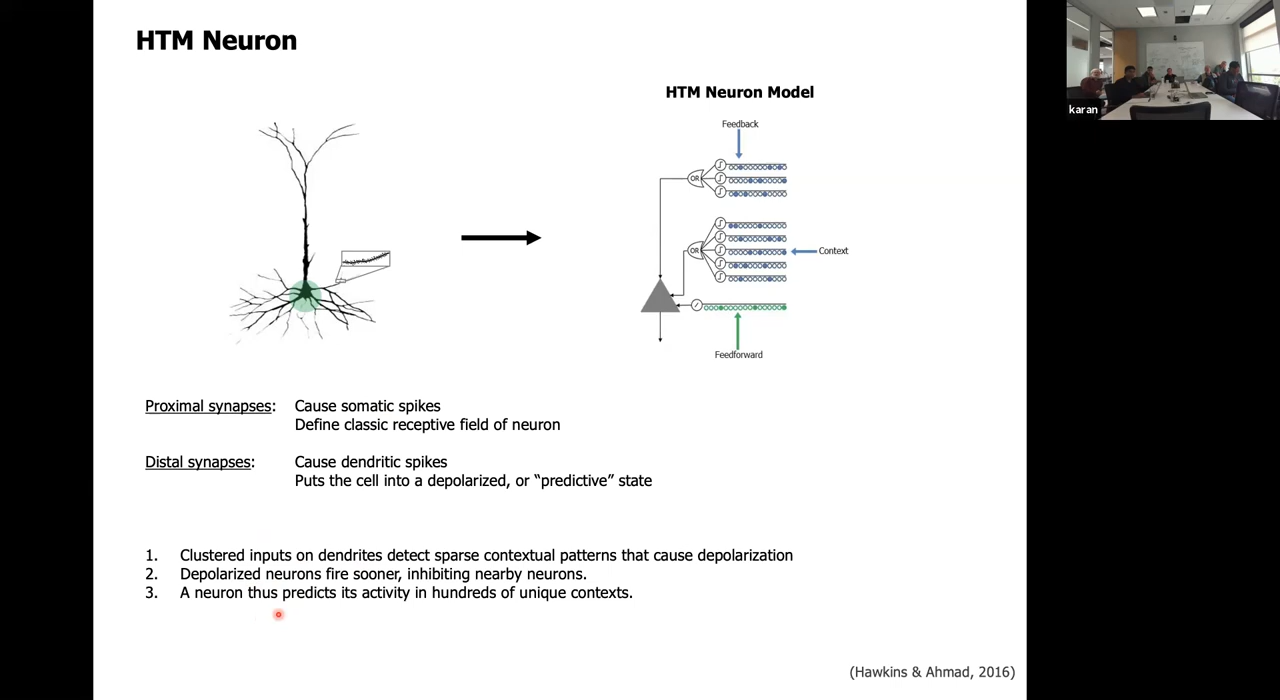 HTM Neuron
HTM Neuron Model
Feedback
OR
OR
Context
Feedforward
karan
Proximal synapses: Cause somatic spikes
Define classic receptive field of neuron
Distal synapses: Cause dendritic spikes
Puts the cell into a depolarized, or “predictive” state
1. Clustered inputs on dendrites detect sparse contextual patterns that cause depolarization
2. Depolarized neurons fire sooner, inhibiting nearby neurons.
3. A neuron thus predicts its activity in hundreds of unique contexts.
(Hawkins & Ahmad, 2016)